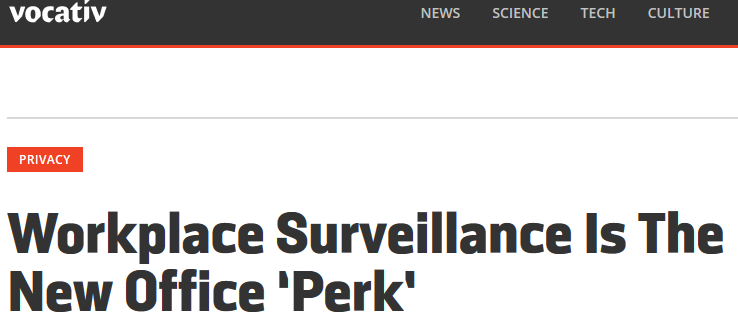 vocativ NEWS SCIENCE TECH CULTURE
PRIVACY
Workplace Surveillance Is The
New Office 'Perk'